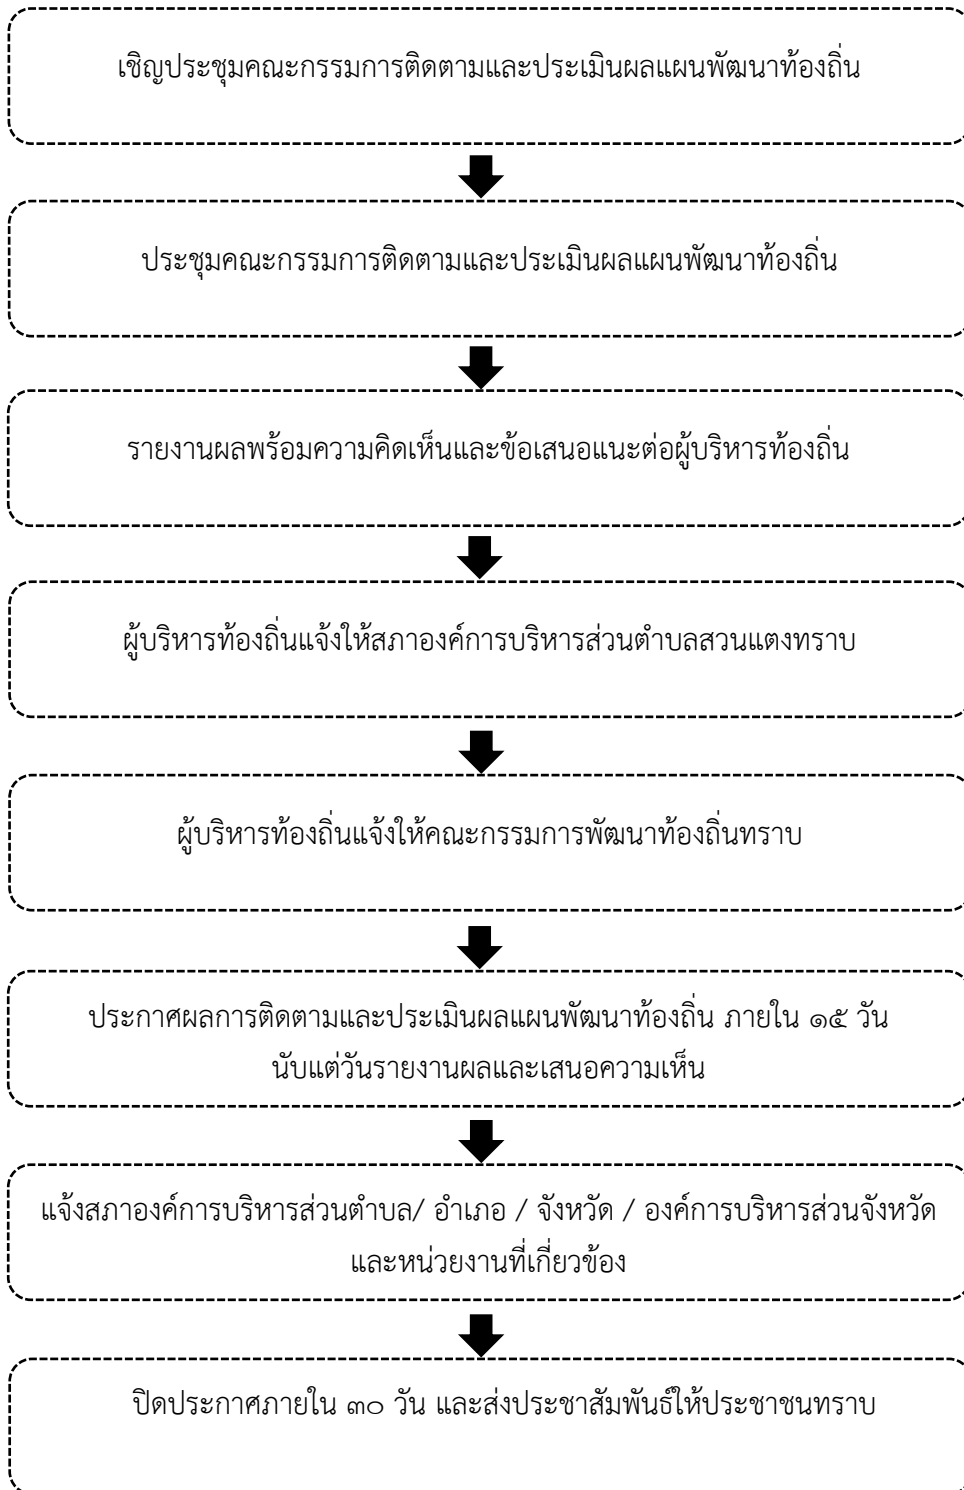 เชิญประชุมคณะกรรมการติดตามและประเมินผลแผนพัฒนาท้องถิ่น
ประชุมคณะกรรมการติดตามและประเมินผลแผนพัฒนาท้องถิ่น
รายงานผลพร้อมความคิดเห็นและข้อเสนอแนะต่อผู้บริหารท้องถิ่น
ผู้บริหารท้องถิ่นแจ้งให้สภาองค์การบริหารส่วนตำบลสวนแตงทราบ
ผู้บริหารท้องถิ่นแจ้งให้คณะกรรมการพัฒนาท้องถิ่นทราบ
ประกาศผลการติดตามและประเมินผลแผนพัฒนาท้องถิ่น ภายใน ๑๕ วัน
นับแต่วันรายงานผลและเสนอความเห็น
แจ้งสภาองค์การบริหารส่วนตำบล/ อำเภอ / จังหวัด / องค์การบริหารส่วนจังหวัด
และหน่วยงานที่เกี่ยวข้อง
ปิดประกาศภายใน ๓๐ วัน และส่งประชาสัมพันธ์ให้ประชาชนทราบ